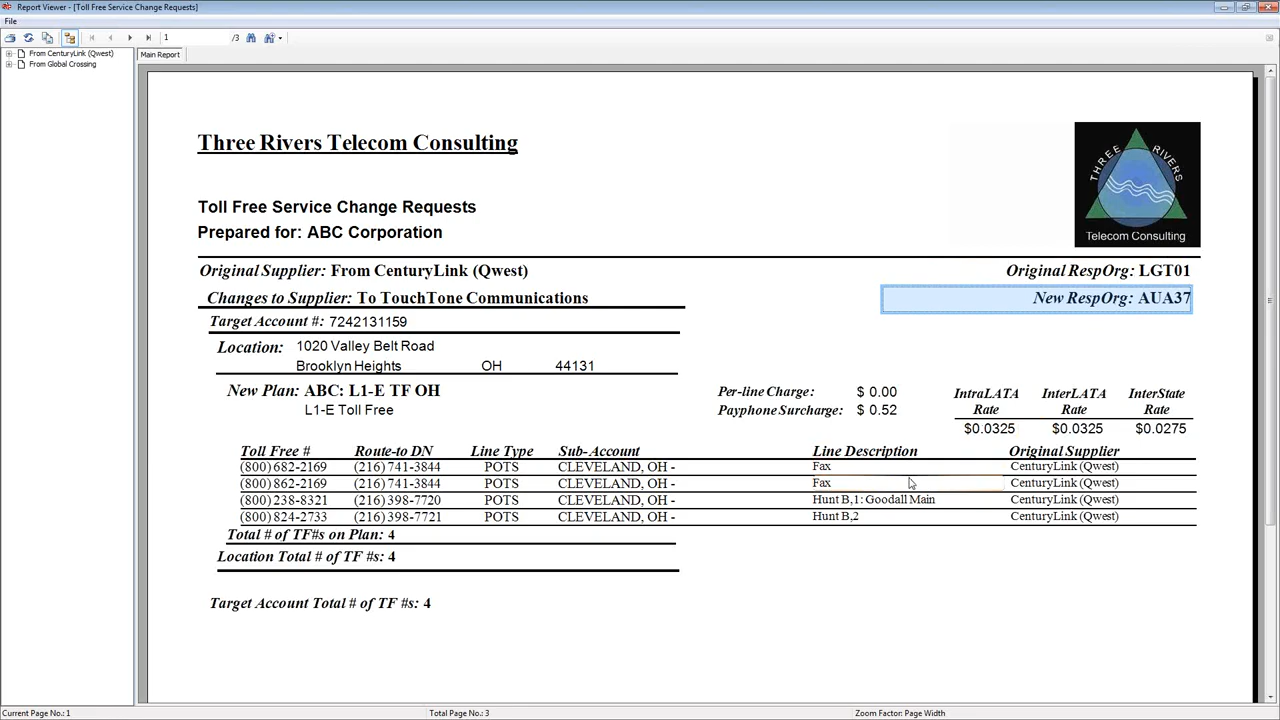 Report Viewer - [Toll Free Service Change Requests]
File
1 /3
From CenturyLink (Qwest)
From Global Crossing
Main Report
Three Rivers Telecom Consulting
THREE RIVERS
Telecom Consulting
Toll Free Service Change Requests
Prepared for: ABC Corporation
Original Supplier: From CenturyLink (Qwest) Original RespOrg: LGT01
Changes to Supplier: To TouchTone Communications New RespOrg: AUA37
Target Account #: 7242131159
Location: 1020 Valley Belt Road
Brooklyn Heights OH 44131
New Plan: ABC: L1-E TF OH Per-line Charge: $ 0.00 IntraLATA InterLATA InterState
L1-E Toll Free Payphone Surcharge: $ 0.52 Rate Rate Rate
$0.0325 $0.0325 $0.0275
Toll Free # Route-to DN Line Type Sub-Account Line Description Original Supplier
(800) 682-2169 (216) 741-3844 POTS CLEVELAND, OH - Fax CenturyLink (Qwest)
(800) 862-2169 (216) 741-3844 POTS CLEVELAND, OH - Fax CenturyLink (Qwest)
(800) 238-8321 (216) 398-7720 POTS CLEVELAND, OH - Hunt B,1: Goodall Main CenturyLink (Qwest)
(800) 824-2733 (216) 398-7721 POTS CLEVELAND, OH - Hunt B,2 CenturyLink (Qwest)
Total # of TF#s on Plan: 4
Location Total # of TF #s: 4
Target Account Total # of TF #s: 4
Current Page No.: 1 Total Page No.: 3 Zoom Factor: Page Width